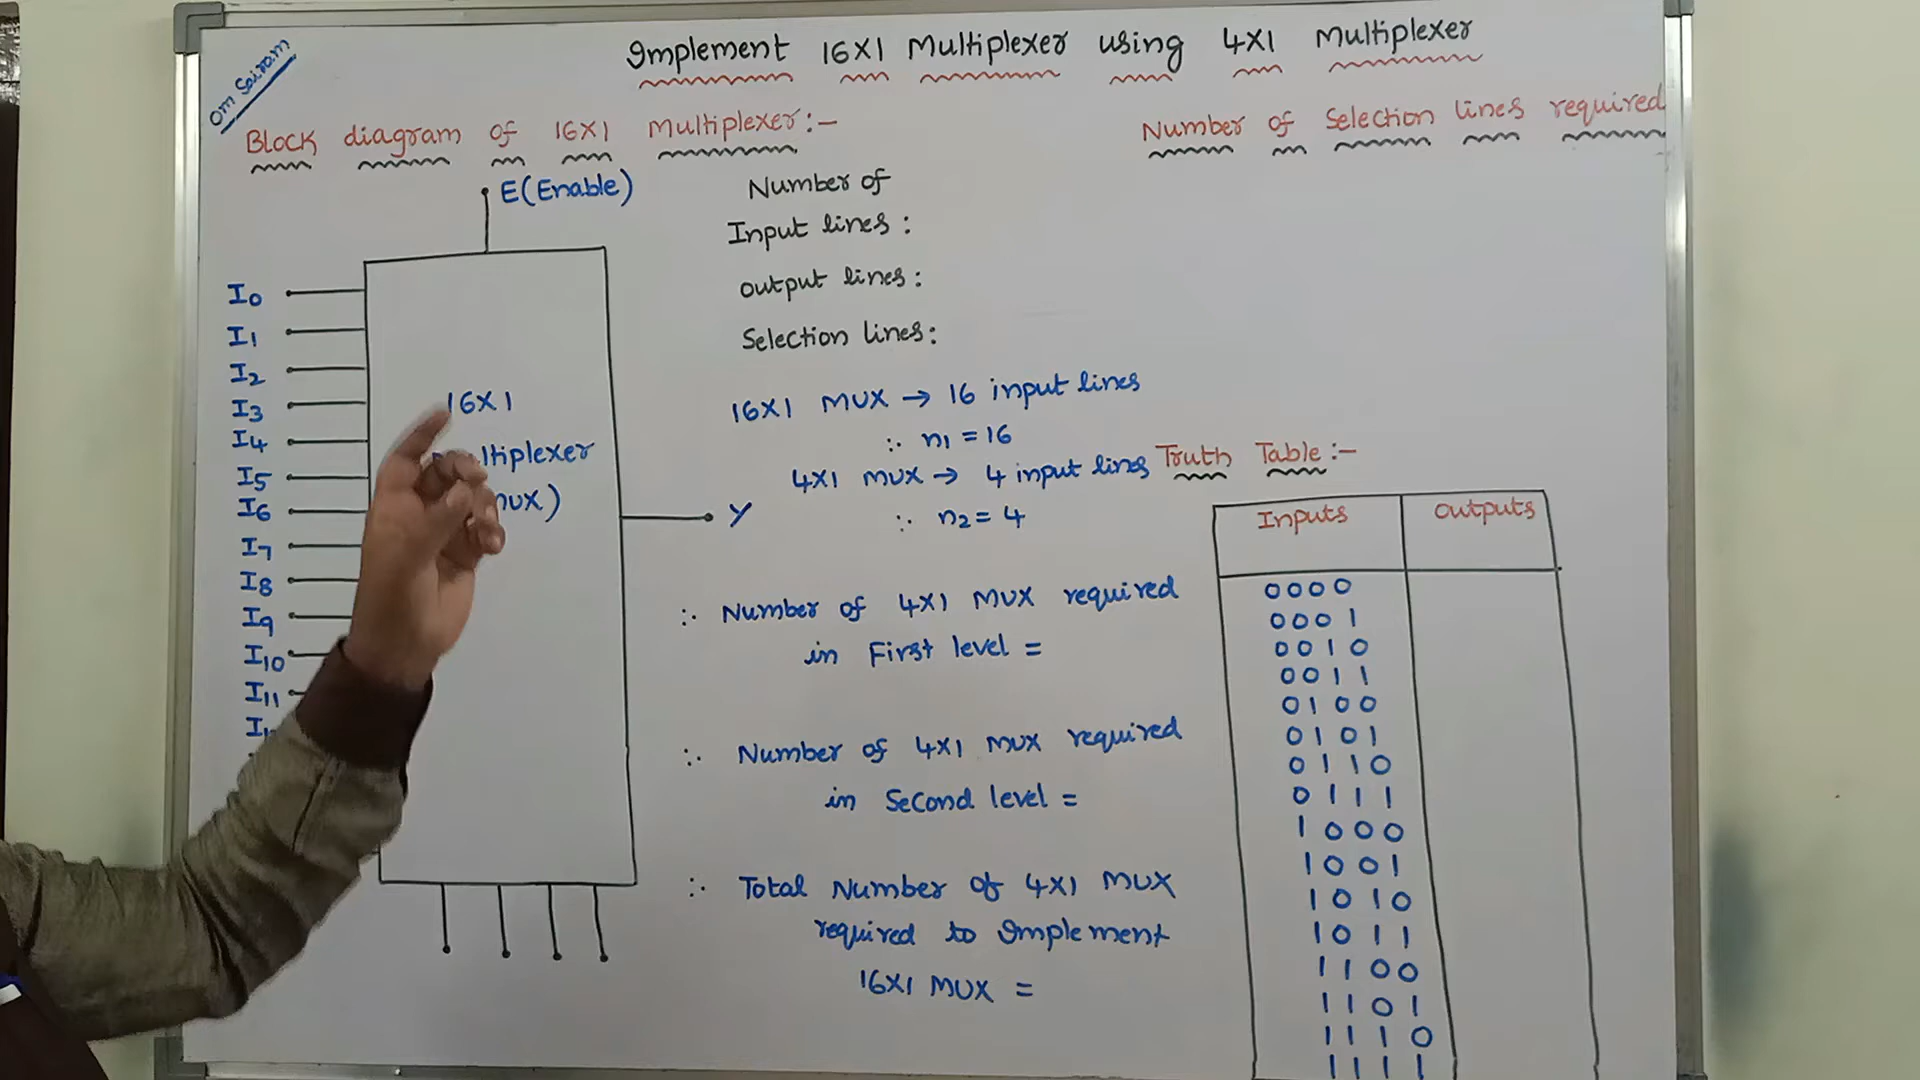 Om Sairam
Implement 16X1 Multiplexer using 4X1 Multiplexer
Block diagram of 16X1 Multiplexer:-
Number of Selection lines required
E(Enable)
I0
I1
I2
I3
I4
I5
I6
I7
I8
I9
I10
I11
16X1
ltiplexer
mux)
Y
Number of
Input lines :
output lines :
Selection lines:
16X1 MUX → 16 input lines
∴ n1 = 16
4X1 MUX → 4 input lines
∴ n2 = 4
∴ Number of 4X1 MUX required
in First level =
∴ Number of 4X1 MUX required
in Second level =
∴ Total Number of 4X1 MUX
required to Implement
16X1 MUX =
Truth Table :-
Inputs Outputs
0000
0001
0010
0011
0100
0101
0110
0111
1000
1001
1010
1011
1100
1101
1110
1111